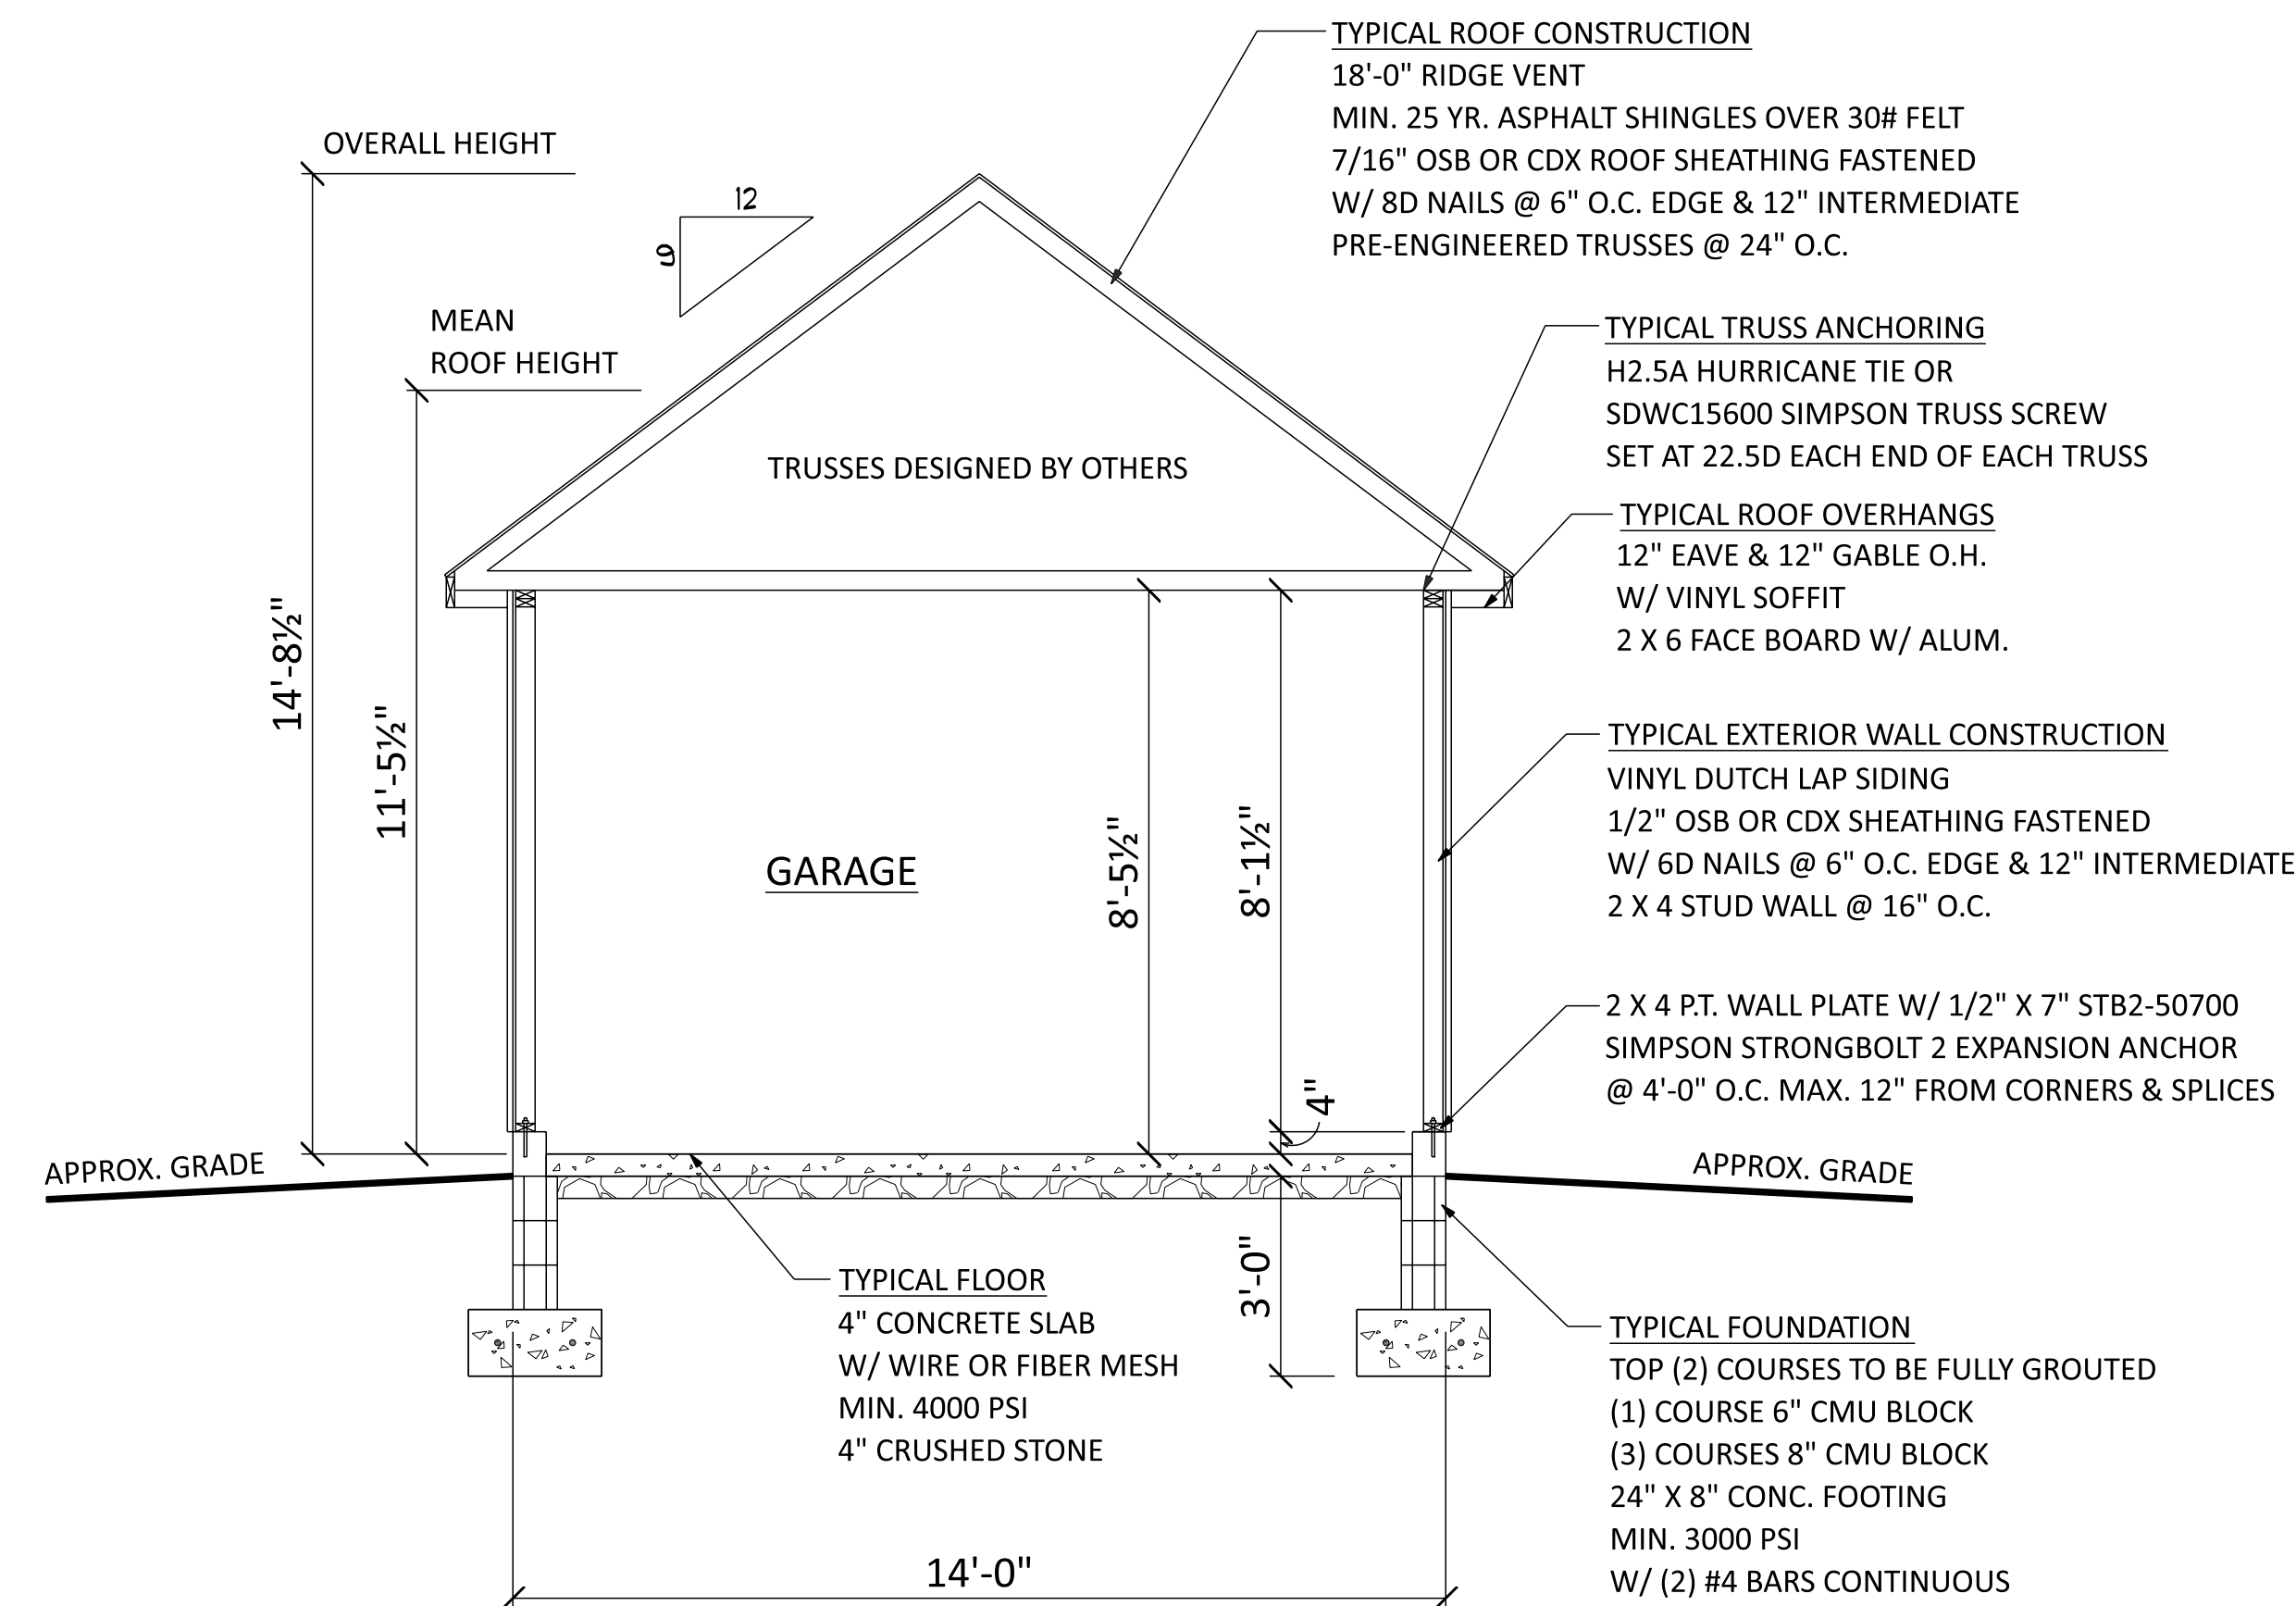 TYPICAL ROOF CONSTRUCTION
18'-0" RIDGE VENT
MIN. 25 YR. ASPHALT SHINGLES OVER 30# FELT
7/16" OSB OR CDX ROOF SHEATHING FASTENED
W/ 8D NAILS @ 6" O.C. EDGE & 12" INTERMEDIATE
PRE-ENGINEERED TRUSSES @ 24" O.C.
OVERALL HEIGHT
12
9
MEAN
ROOF HEIGHT
TYPICAL TRUSS ANCHORING
H2.5A HURRICANE TIE OR
SDWC15600 SIMPSON TRUSS SCREW
SET AT 22.5D EACH END OF EACH TRUSS
TRUSSES DESIGNED BY OTHERS
TYPICAL ROOF OVERHANGS
12" EAVE & 12" GABLE O.H.
W/ VINYL SOFFIT
2 X 6 FACE BOARD W/ ALUM.
14'-8½"
11'-5½"
GARAGE
8'-5½"
8'-1½"
TYPICAL EXTERIOR WALL CONSTRUCTION
VINYL DUTCH LAP SIDING
1/2" OSB OR CDX SHEATHING FASTENED
W/ 6D NAILS @ 6" O.C. EDGE & 12" INTERMEDIATE
2 X 4 STUD WALL @ 16" O.C.
2 X 4 P.T. WALL PLATE W/ 1/2" X 7" STB2-50700
SIMPSON STRONGBOLT 2 EXPANSION ANCHOR
@ 4'-0" O.C. MAX. 12" FROM CORNERS & SPLICES
4"
APPROX. GRADE
APPROX. GRADE
3'-0"
TYPICAL FLOOR
4" CONCRETE SLAB
W/ WIRE OR FIBER MESH
MIN. 4000 PSI
4" CRUSHED STONE
TYPICAL FOUNDATION
TOP (2) COURSES TO BE FULLY GROUTED
(1) COURSE 6" CMU BLOCK
(3) COURSES 8" CMU BLOCK
24" X 8" CONC. FOOTING
MIN. 3000 PSI
W/ (2) #4 BARS CONTINUOUS
14'-0"